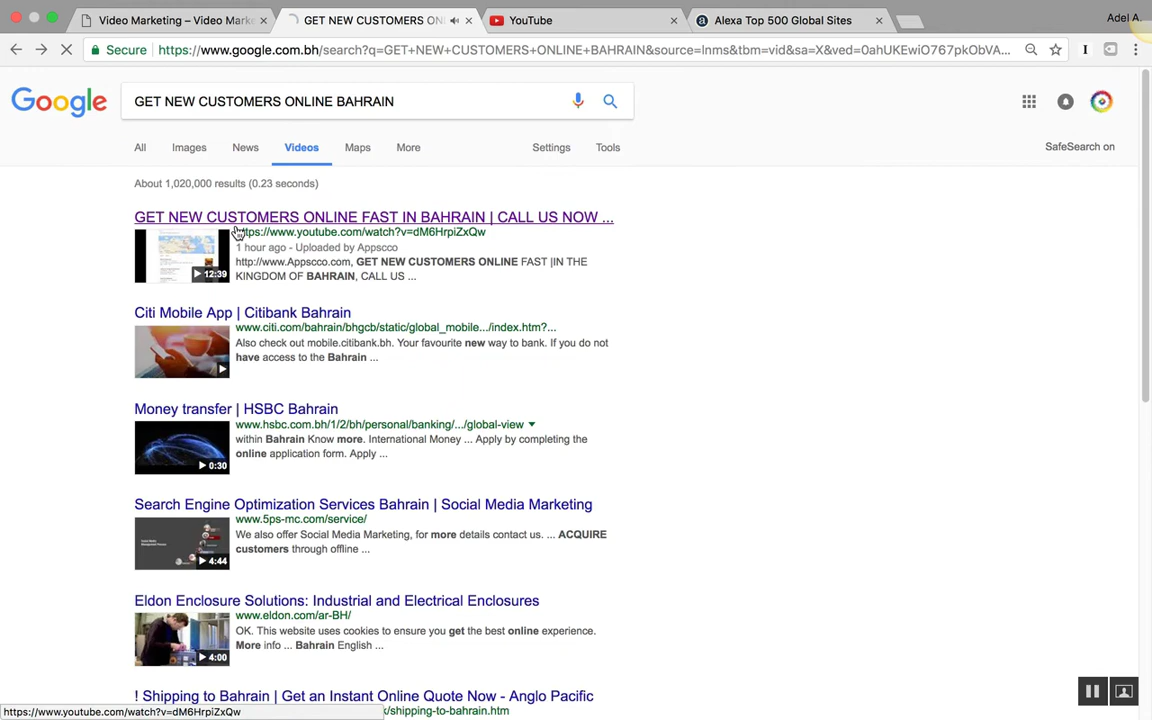 Video Marketing – Video Marke
GET NEW CUSTOMERS ONL
YouTube
Alexa Top 500 Global Sites
Adel A.
Secure https://www.google.com.bh/search?q=GET+NEW+CUSTOMERS+ONLINE+BAHRAIN&source=lnms&tbm=vid&sa=X&ved=0ahUKEwiO767pkObVA...
Google
GET NEW CUSTOMERS ONLINE BAHRAIN
All Images News Videos Maps More Settings Tools
SafeSearch on
About 1,020,000 results (0.23 seconds)
GET NEW CUSTOMERS ONLINE FAST IN BAHRAIN | CALL US NOW ...
https://www.youtube.com/watch?v=dM6HrpiZxQw
1 hour ago - Uploaded by Appscco
http://www.Appscco.com, GET NEW CUSTOMERS ONLINE FAST |IN THE
KINGDOM OF BAHRAIN, CALL US ...
12:39
Citi Mobile App | Citibank Bahrain
www.citi.com/bahrain/bhgcb/static/global_mobile.../index.htm?...
Also check out mobile.citibank.bh. Your favourite new way to bank. If you do not
have access to the Bahrain ...
Money transfer | HSBC Bahrain
www.hsbc.com.bh/1/2/bh/personal/banking/.../global-view
within Bahrain Know more. International Money ... Apply by completing the
online application form. Apply ...
0:30
Search Engine Optimization Services Bahrain | Social Media Marketing
www.5ps-mc.com/service/
We also offer Social Media Marketing, for more details contact us. ... ACQUIRE
customers through offline ...
4:44
Eldon Enclosure Solutions: Industrial and Electrical Enclosures
www.eldon.com/ar-BH/
OK. This website uses cookies to ensure you get the best online experience.
More info ... Bahrain English ...
4:00
! Shipping to Bahrain | Get an Instant Online Quote Now - Anglo Pacific
/shipping-to-bahrain.htm
https://www.youtube.com/watch?v=dM6HrpiZxQw